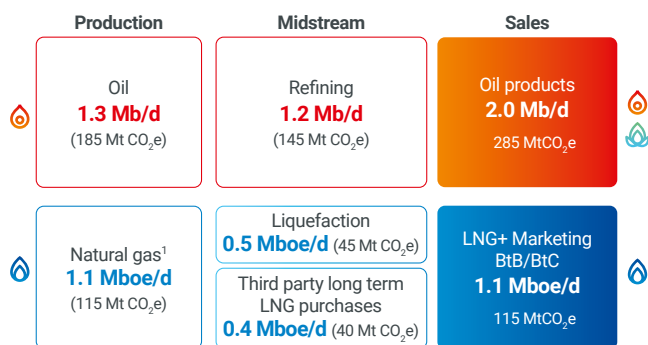 Production
Midstream
Sales
Oil
1.3 Mb/d
(185 Mt CO₂e)
Refining
1.2 Mb/d
(145 Mt CO₂e)
Oil products
2.0 Mb/d
285 MtCO₂e
Natural gas¹
1.1 Mboe/d
(115 Mt CO₂e)
Liquefaction
0.5 Mboe/d (45 Mt CO₂e)
Third party long term
LNG purchases
0.4 Mboe/d (40 Mt CO₂e)
LNG+ Marketing
BtB/BtC
1.1 Mboe/d
115 MtCO₂e